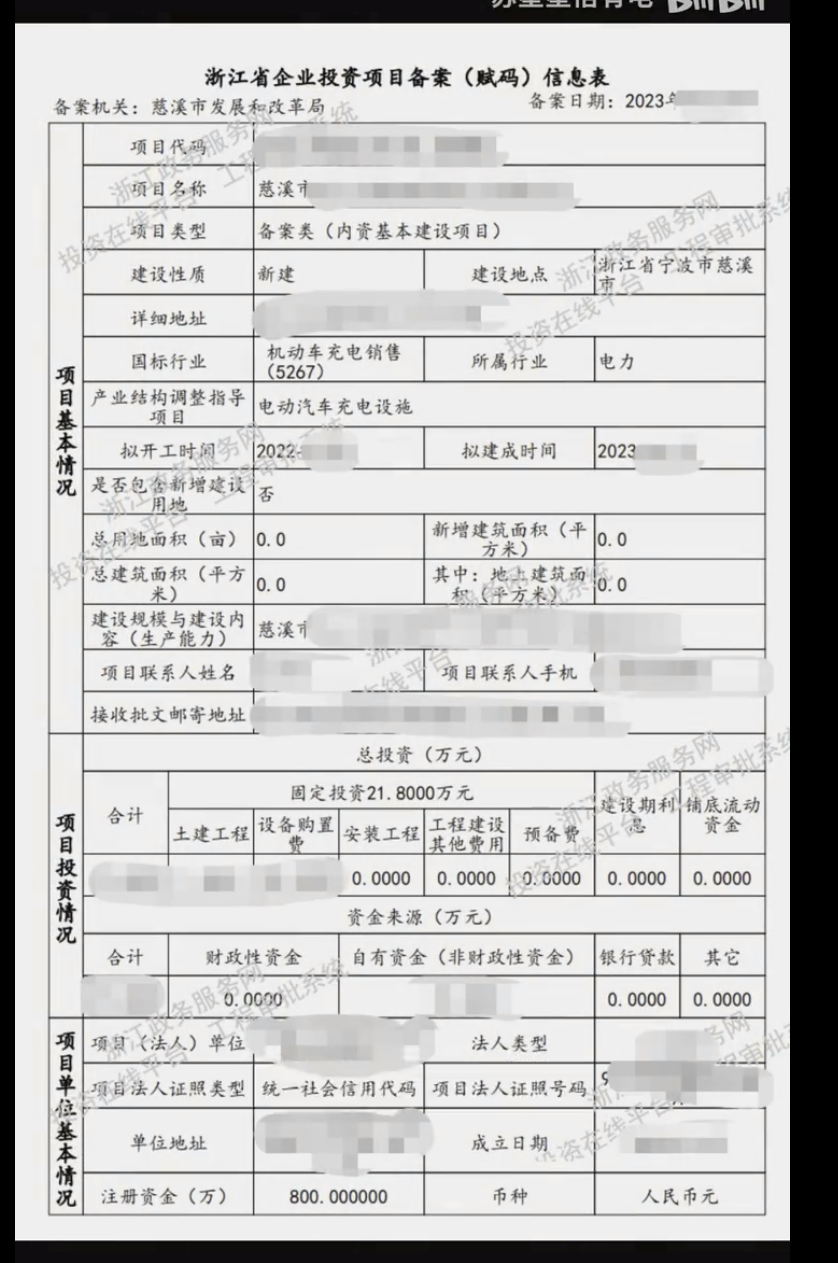 浙江省企业投资项目备案（赋码）信息表
备案机关：慈溪市发展和改革局 备案日期：2023年
项目基本情况
项目代码
项目名称 慈溪市
项目类型 备案类（内资基本建设项目）
建设性质 新建 建设地点 浙江省宁波市慈溪
市
详细地址
国标行业 机动车充电销售
（5267） 所属行业 电力
产业结构调整指导
项目 电动汽车充电设施
拟开工时间 2022- 拟建成时间 2023
是否包含新增建设
用地 否
总用地面积（亩） 0.0 新增建筑面积（平
方米） 0.0
总建筑面积（平方
米） 0.0 其中：地上建筑面
积（平方米） 0.0
建设规模与建设内
容（生产能力） 慈溪市
项目联系人姓名 项目联系人手机
接收批文邮寄地址
项目投资情况
总投资（万元）
合计 固定投资21.8000万元 建设期利
息 铺底流动
资金
土建工程 设备购置
费 安装工程 工程建设
其他费用 预备费
0.0000 0.0000 0.0000 0.0000 0.0000
资金来源（万元）
合计 财政性资金 自有资金（非财政性资金） 银行贷款 其它
0.0000 0.0000 0.0000
项目单位基本情况
项目（法人）单位 法人类型
项目法人证照类型 统一社会信用代码 项目法人证照号码 9
单位地址 成立日期
注册资金（万） 800.000000 币种 人民币元
浙江政务服务网
投资在线平台 工程审批系统